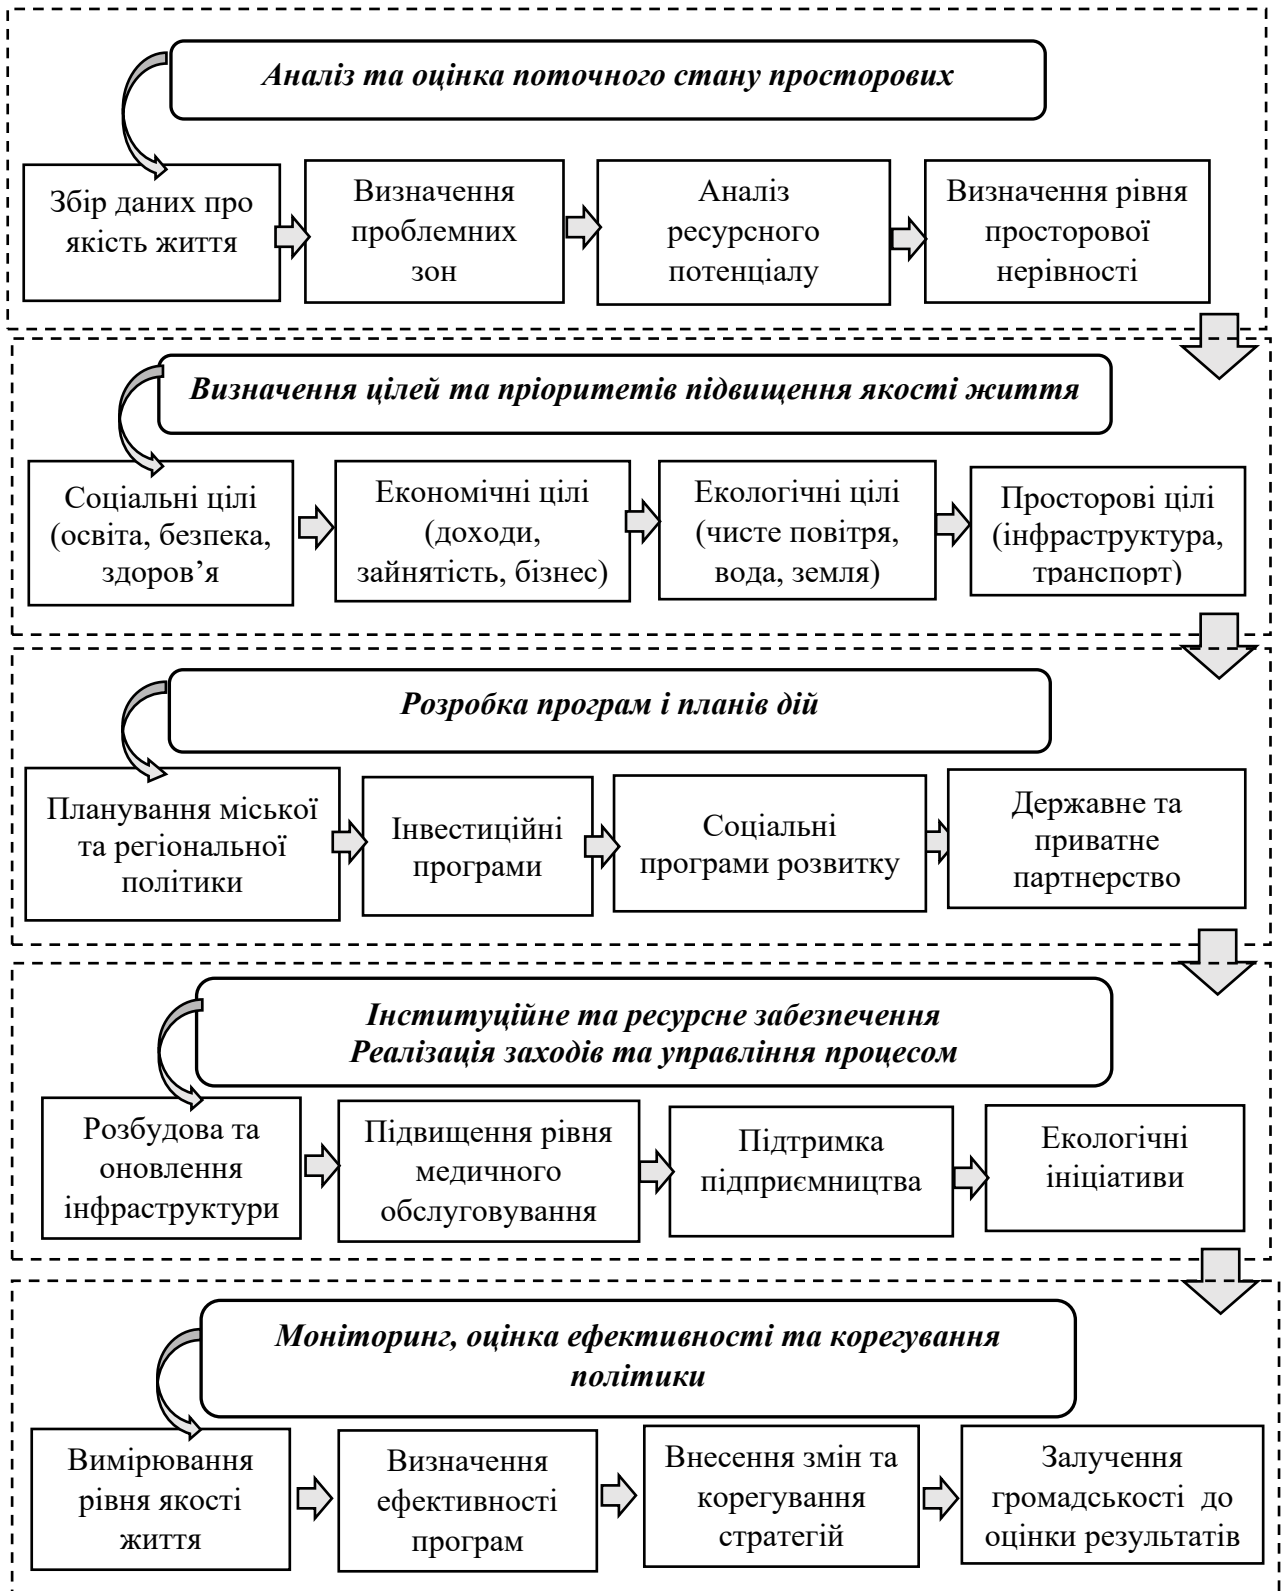 Аналіз та оцінка поточного стану просторових
Збір даних про
якість життя
Визначення
проблемних
зон
Аналіз
ресурсного
потенціалу
Визначення рівня
просторової
нерівності
Визначення цілей та пріоритетів підвищення якості життя
Соціальні цілі
(освіта, безпека,
здоров’я
Економічні цілі
(доходи,
зайнятість, бізнес)
Екологічні цілі
(чисте повітря,
вода, земля)
Просторові цілі
(інфраструктура,
транспорт)
Розробка програм і планів дій
Планування міської
та регіональної
політики
Інвестиційні
програми
Соціальні
програми розвитку
Державне та
приватне
партнерство
Інституційне та ресурсне забезпечення
Реалізація заходів та управління процесом
Розбудова та
оновлення
інфраструктури
Підвищення рівня
медичного
обслуговування
Підтримка
підприємництва
Екологічні
ініціативи
Моніторинг, оцінка ефективності та корегування
політики
Вимірювання
рівня якості
життя
Визначення
ефективності
програм
Внесення змін та
корегування
стратегій
Залучення
громадськості до
оцінки результатів